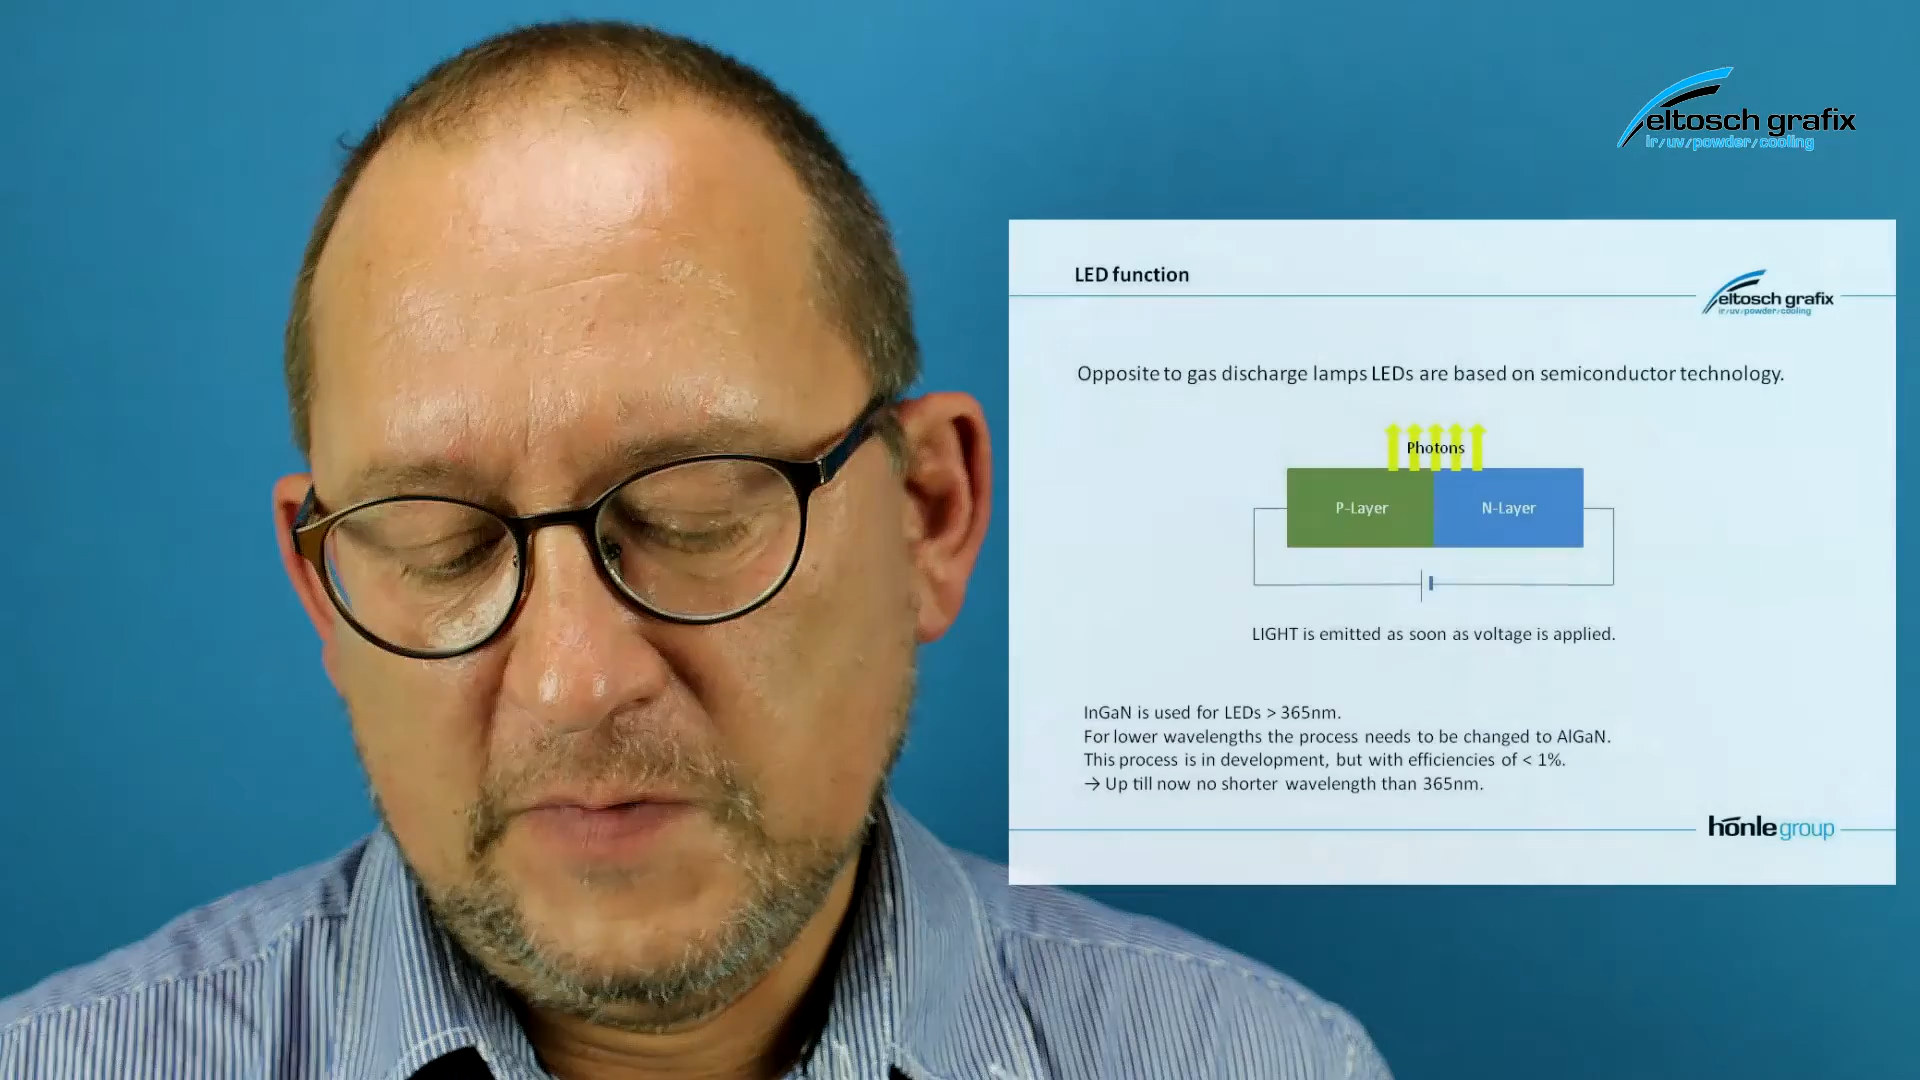 eltosch grafix
ir/uv/powder/cooling
LED function
eltosch grafix
ir/uv/powder/cooling
Opposite to gas discharge lamps LEDs are based on semiconductor technology.
Photons
P-Layer
N-Layer
LIGHT is emitted as soon as voltage is applied.
InGaN is used for LEDs > 365nm.
For lower wavelengths the process needs to be changed to AlGaN.
This process is in development, but with efficiencies of < 1%.
→ Up till now no shorter wavelength than 365nm.
hönle group